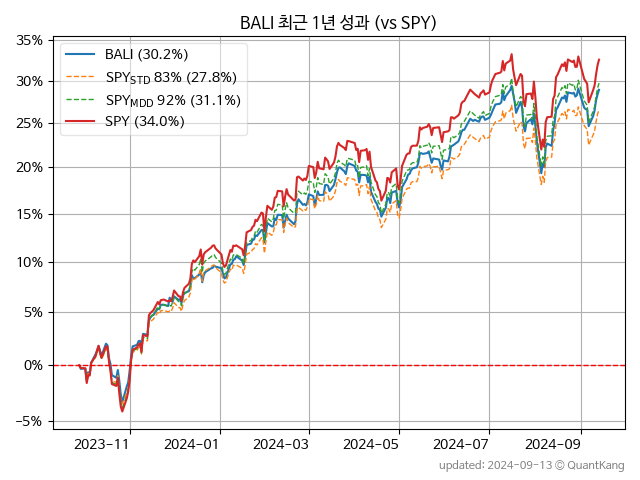 BALI 최근 1년 성과 (vs SPY)
35%
30%
25%
20%
15%
10%
5%
0%
−5%
BALI (30.2%)
SPY_STD 83% (27.8%)
SPY_MDD 92% (31.1%)
SPY (34.0%)
2023-11 2024-01 2024-03 2024-05 2024-07 2024-09
updated: 2024-09-13 © QuantKang